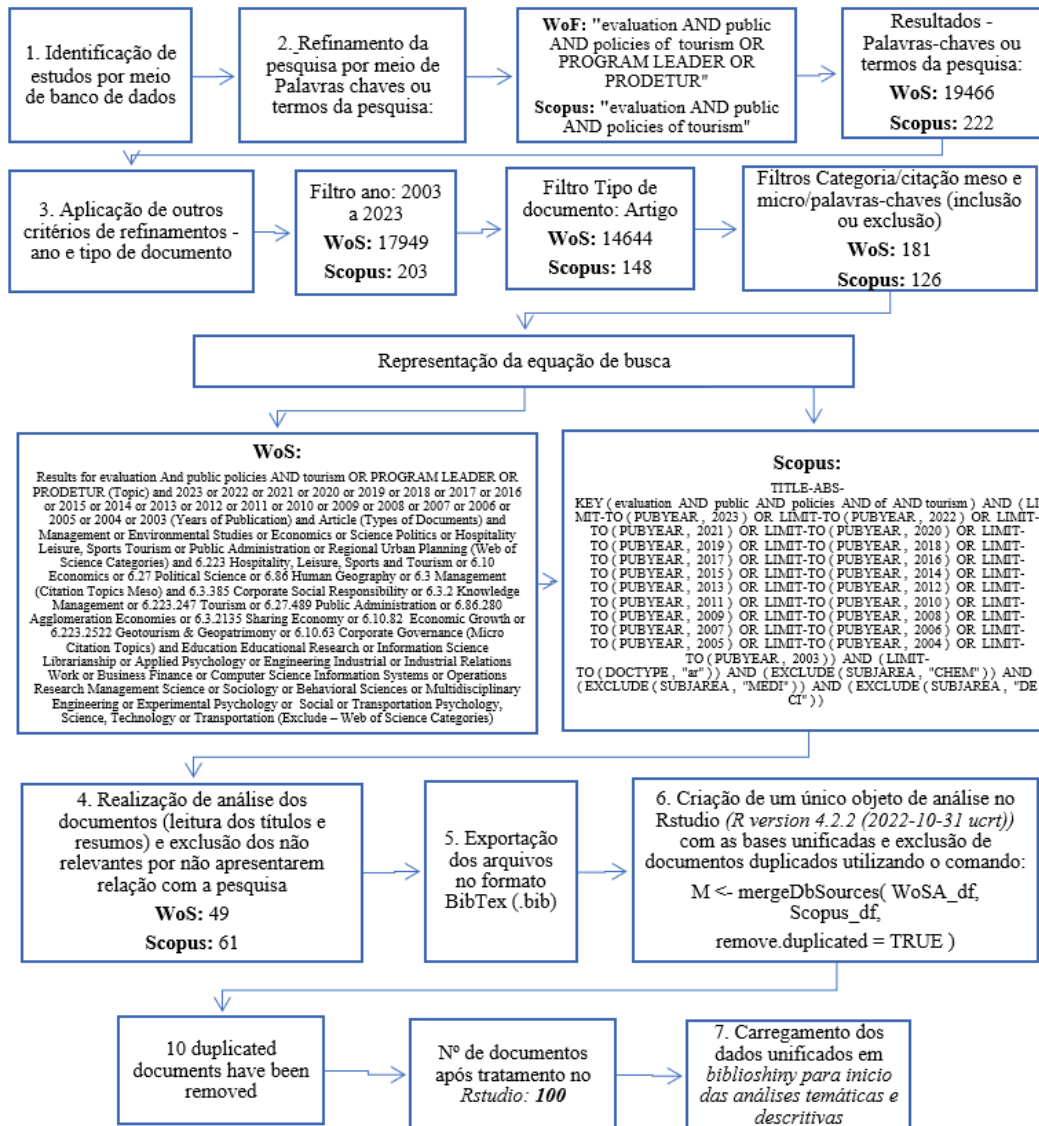 1. Identificação de
estudos por meio
de banco de dados
2. Refinamento da
pesquisa por meio de
Palavras chaves ou
termos da pesquisa:
WoF: "evaluation AND public
AND policies of tourism OR
PROGRAM LEADER OR
PRODETUR"
Scopus: "evaluation AND public
AND policies of tourism"
Resultados -
Palavras-chaves ou
termos da pesquisa:
WoS: 19466
Scopus: 222
3. Aplicação de outros
critérios de refinamentos -
ano e tipo de documento
Filtro ano: 2003
a 2023
WoS: 17949
Scopus: 203
Filtro Tipo de
documento: Artigo
WoS: 14644
Scopus: 148
Filtros Categoria/citação meso e
micro/palavras-chaves (inclusão
ou exclusão)
WoS: 181
Scopus: 126
Representação da equação de busca
WoS:
Results for evaluation And public policies AND tourism OR PROGRAM LEADER OR
PRODETUR (Topic) and 2023 or 2022 or 2021 or 2020 or 2019 or 2018 or 2017 or 2016
or 2015 or 2014 or 2013 or 2012 or 2011 or 2010 or 2009 or 2008 or 2007 or 2006 or
2005 or 2004 or 2003 (Years of Publication) and Article (Types of Documents) and
Management or Environmental Studies or Economics or Science Politics or Hospitality
Leisure, Sports Tourism or Public Administration or Regional Urban Planning (Web of
Science Categories) and 6.223 Hospitality, Leisure, Sports and Tourism or 6.10
Economics or 6.27 Political Science or 6.86 Human Geography or 6.3 Management
(Citation Topics Meso) and 6.3.385 Corporate Social Responsibility or 6.3.2 Knowledge
Management or 6.223.247 Tourism or 6.27.489 Public Administration or 6.86.280
Agglomeration Economies or 6.3.2135 Sharing Economy or 6.10.82 Economic Growth or
6.223.2522 Geotourism & Geopatrimony or 6.10.63 Corporate Governance (Micro
Citation Topics) and Education Educational Research or Information Science
Librarianship or Applied Psychology or Engineering Industrial or Industrial Relations
Work or Business Finance or Computer Science Information Systems or Operations
Research Management Science or Sociology or Behavioral Sciences or Multidisciplinary
Engineering or Experimental Psychology or Social or Transportation Psychology,
Science, Technology or Transportation (Exclude – Web of Science Categories)
Scopus:
TITLE-ABS-
KEY ( evaluation AND public AND policies AND of AND tourism ) AND ( LI
MIT-TO ( PUBYEAR , 2023 ) OR LIMIT-TO ( PUBYEAR , 2022 ) OR LIMIT-
TO ( PUBYEAR , 2021 ) OR LIMIT-TO ( PUBYEAR , 2020 ) OR LIMIT-
TO ( PUBYEAR , 2019 ) OR LIMIT-TO ( PUBYEAR , 2018 ) OR LIMIT-
TO ( PUBYEAR , 2017 ) OR LIMIT-TO ( PUBYEAR , 2016 ) OR LIMIT-
TO ( PUBYEAR , 2015 ) OR LIMIT-TO ( PUBYEAR , 2014 ) OR LIMIT-
TO ( PUBYEAR , 2013 ) OR LIMIT-TO ( PUBYEAR , 2012 ) OR LIMIT-
TO ( PUBYEAR , 2011 ) OR LIMIT-TO ( PUBYEAR , 2010 ) OR LIMIT-
TO ( PUBYEAR , 2009 ) OR LIMIT-TO ( PUBYEAR , 2008 ) OR LIMIT-
TO ( PUBYEAR , 2007 ) OR LIMIT-TO ( PUBYEAR , 2006 ) OR LIMIT-
TO ( PUBYEAR , 2005 ) OR LIMIT-TO ( PUBYEAR , 2004 ) OR LIMIT-
TO ( PUBYEAR , 2003 ) ) AND ( LIMIT-
TO ( DOCTYPE , "ar" ) ) AND ( EXCLUDE ( SUBJAREA , "CHEM" ) ) AND
( EXCLUDE ( SUBJAREA , "MEDI" ) ) AND ( EXCLUDE ( SUBJAREA , "DE
CI" ) )
4. Realização de análise dos
documentos (leitura dos títulos e
resumos) e exclusão dos não
relevantes por não apresentarem
relação com a pesquisa
WoS: 49
Scopus: 61
5. Exportação
dos arquivos
no formato
BibTex (.bib)
6. Criação de um único objeto de análise no
Rstudio (R version 4.2.2 (2022-10-31 ucrt))
com as bases unificadas e exclusão de
documentos duplicados utilizando o comando:
M <- mergeDbSources( WoSA_df,
Scopus_df,
remove.duplicated = TRUE )
10 duplicated
documents have been
removed
Nº de documentos
após tratamento no
Rstudio: 100
7. Carregamento dos
dados unificados em
biblioshiny para inicio
das análises temáticas e
descritivas